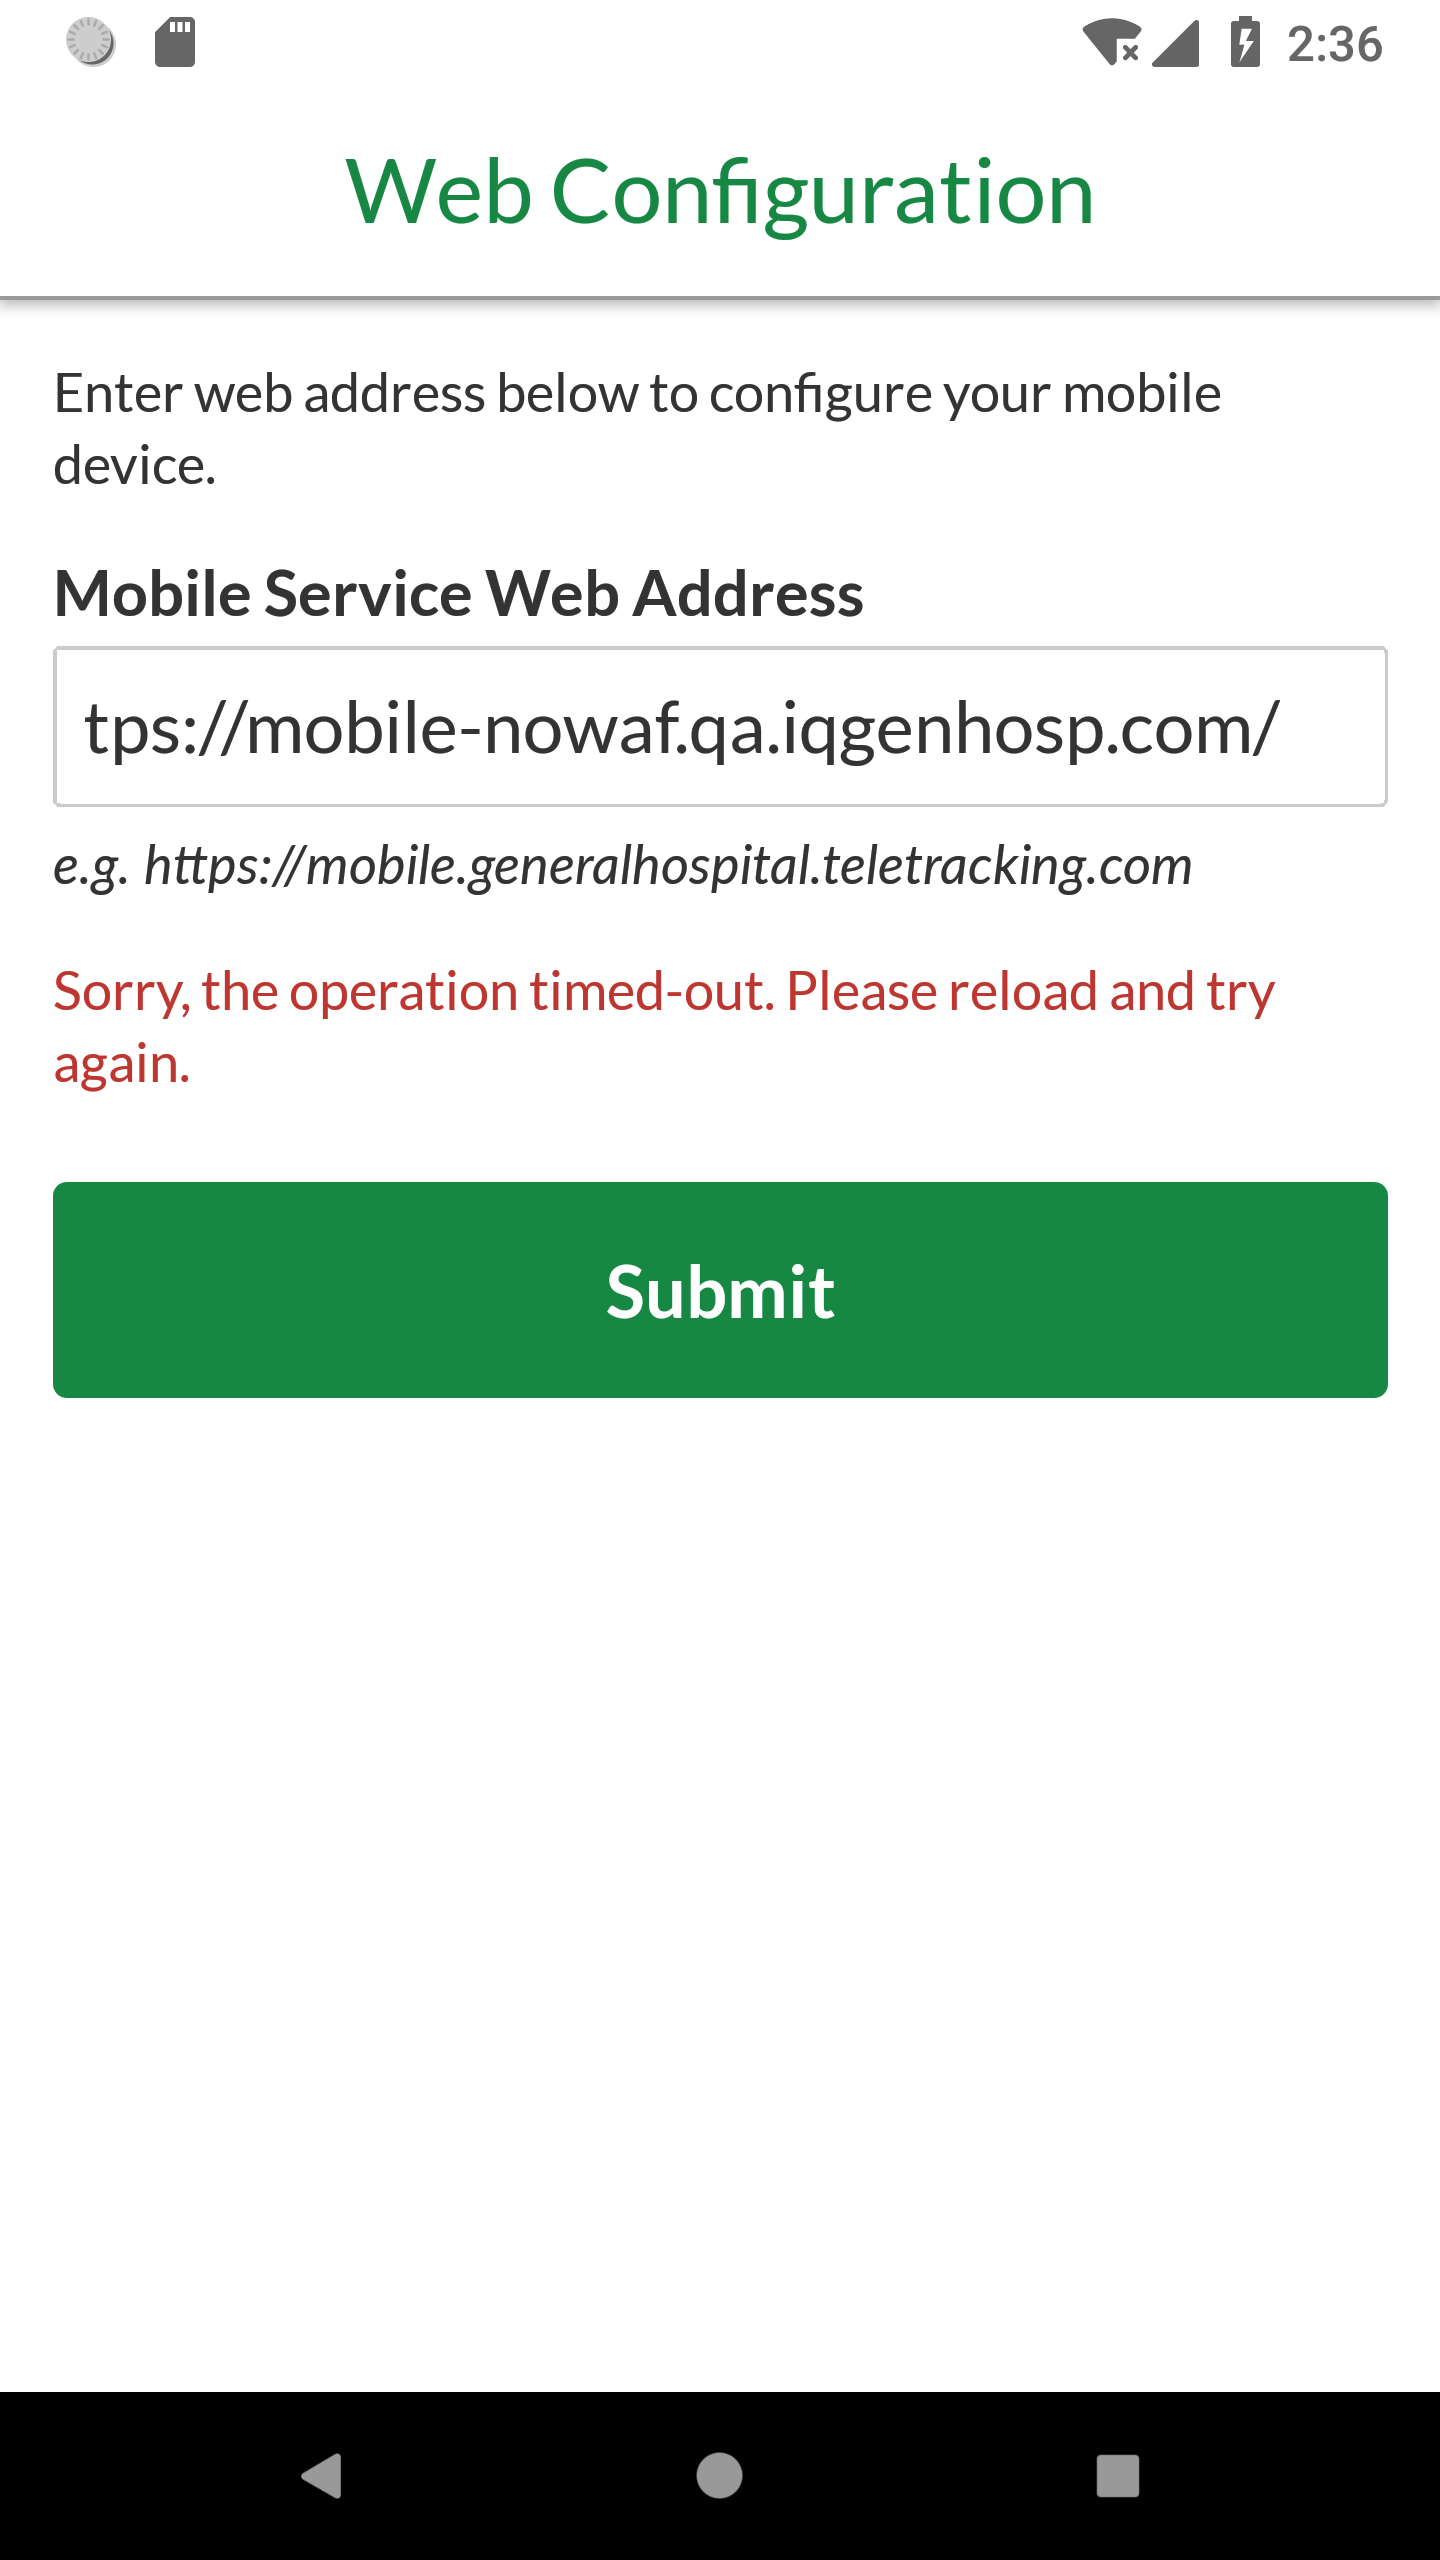 2:36
Web Configuration
Enter web address below to configure your mobile
device.
Mobile Service Web Address
tps://mobile-nowaf.qa.iqgenhosp.com/
e.g. https://mobile.generalhospital.teletracking.com
Sorry, the operation timed-out. Please reload and try
again.
Submit